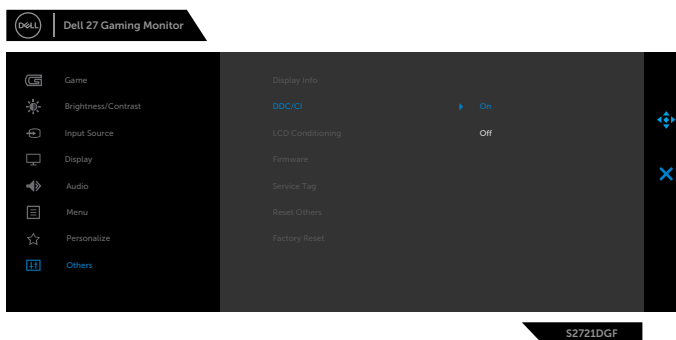 DELL Dell 27 Gaming Monitor
Game
Brightness/Contrast
Input Source
Display
Audio
Menu
Personalize
Others
Display Info
DDC/CI On
LCD Conditioning Off
Firmware
Service Tag
Reset Others
Factory Reset
S2721DGF